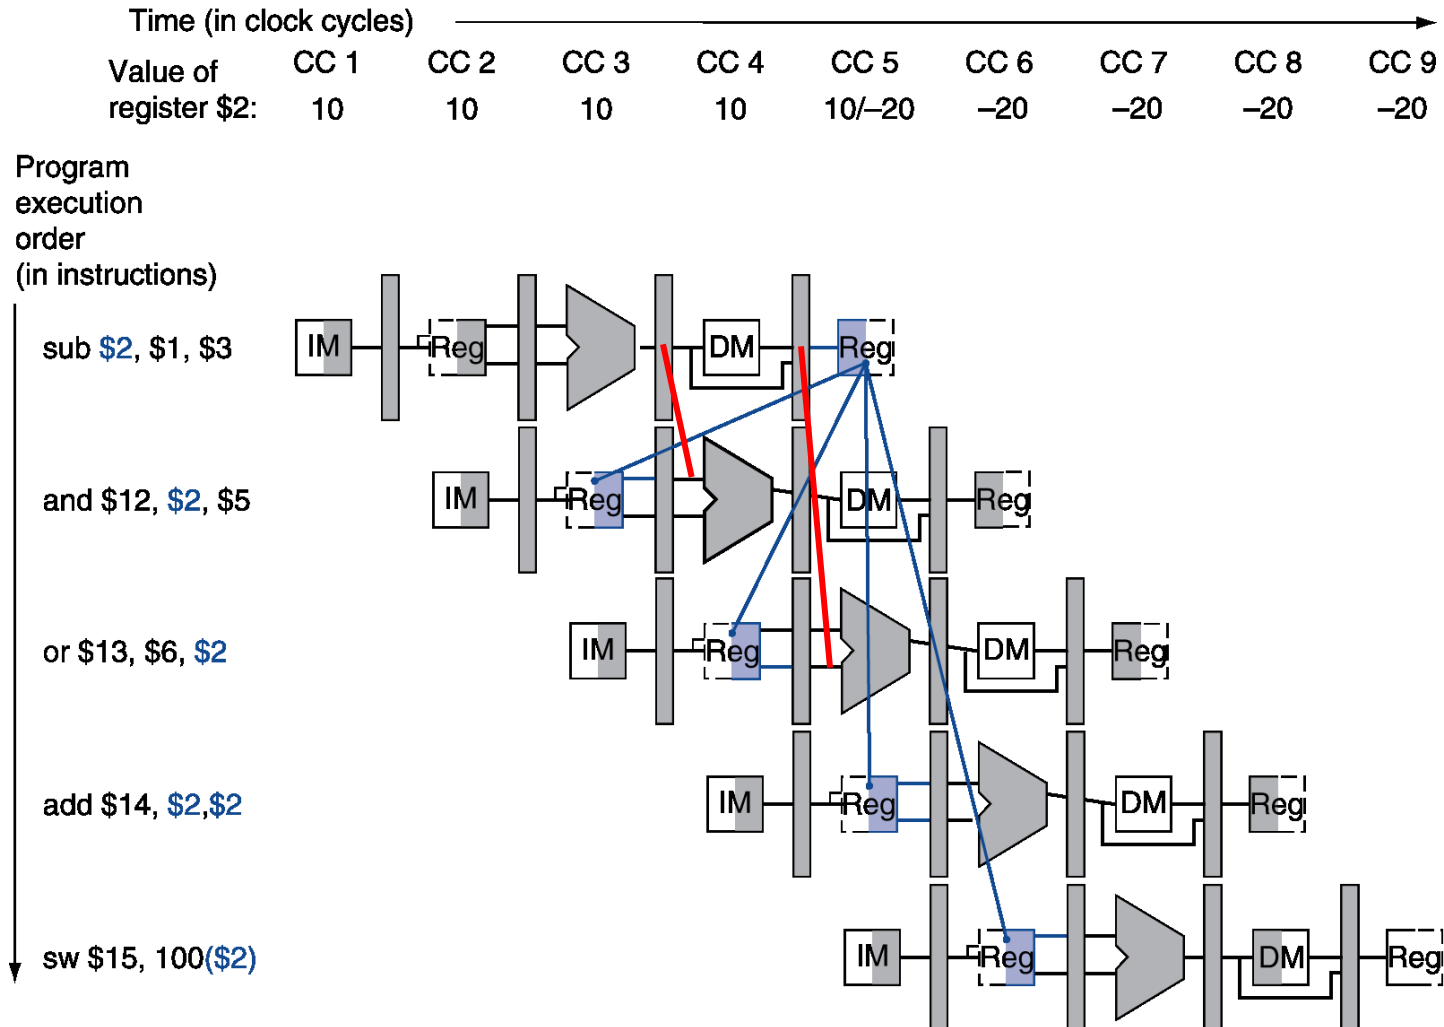 Time (in clock cycles)
CC 1 CC 2 CC 3 CC 4 CC 5 CC 6 CC 7 CC 8 CC 9
Value of
register $2: 10 10 10 10 10/–20 –20 –20 –20 –20
Program
execution
order
(in instructions)
sub $2, $1, $3 IM Reg DM Reg
and $12, $2, $5 IM Reg DM Reg
or $13, $6, $2 IM Reg DM Reg
add $14, $2,$2 IM Reg DM Reg
sw $15, 100($2) IM Reg DM Reg